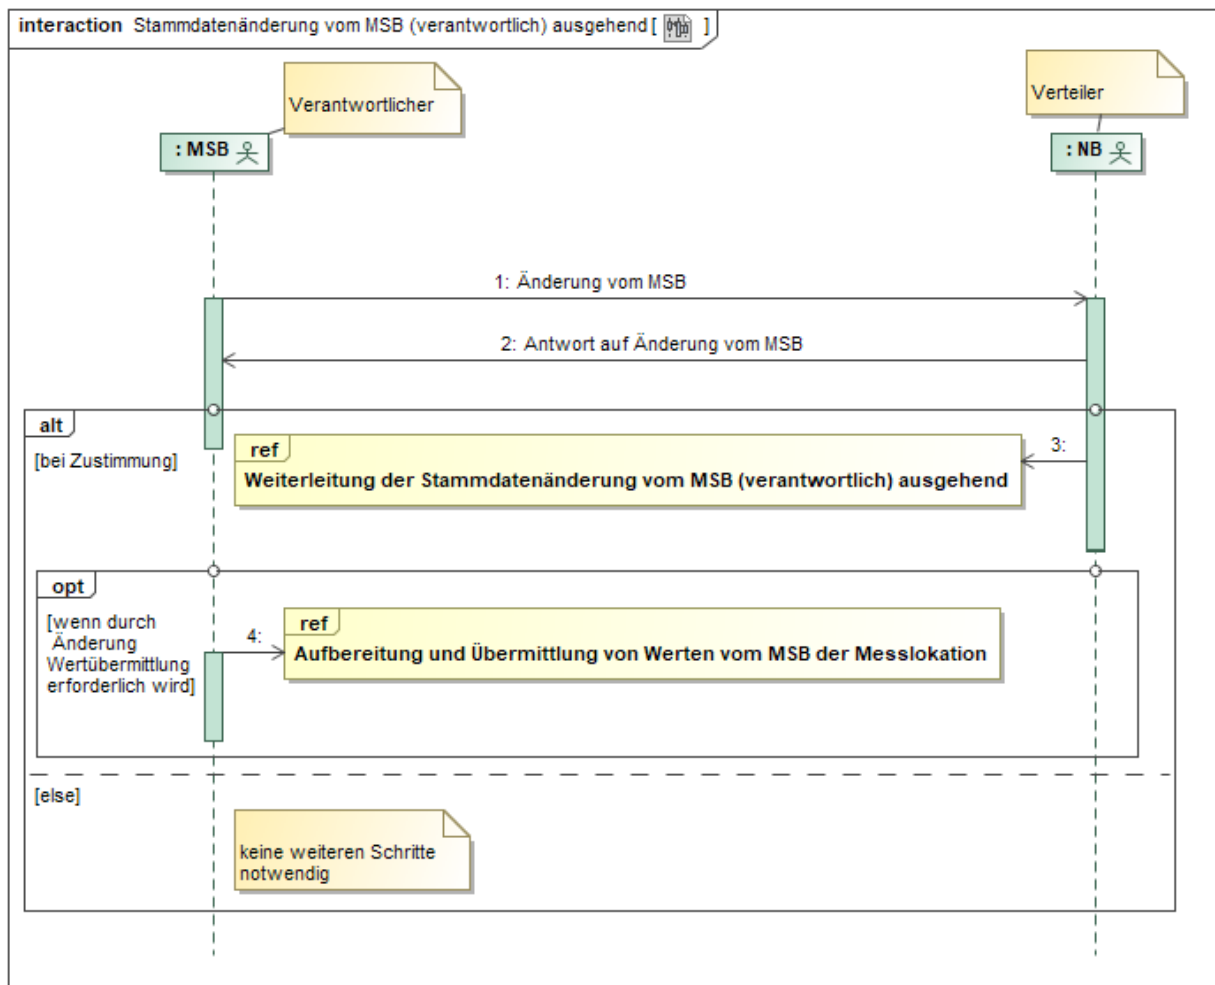 interaction Stammdatenänderung vom MSB (verantwortlich) ausgehend [ ]
Verantwortlicher
Verteiler
: MSB
: NB
1: Änderung vom MSB
2: Antwort auf Änderung vom MSB
alt
[bei Zustimmung]
ref
3:
Weiterleitung der Stammdatenänderung vom MSB (verantwortlich) ausgehend
opt
[wenn durch
Änderung
Wertübermittlung
erforderlich wird]
4:
ref
Aufbereitung und Übermittlung von Werten vom MSB der Messlokation
[else]
keine weiteren Schritte
notwendig